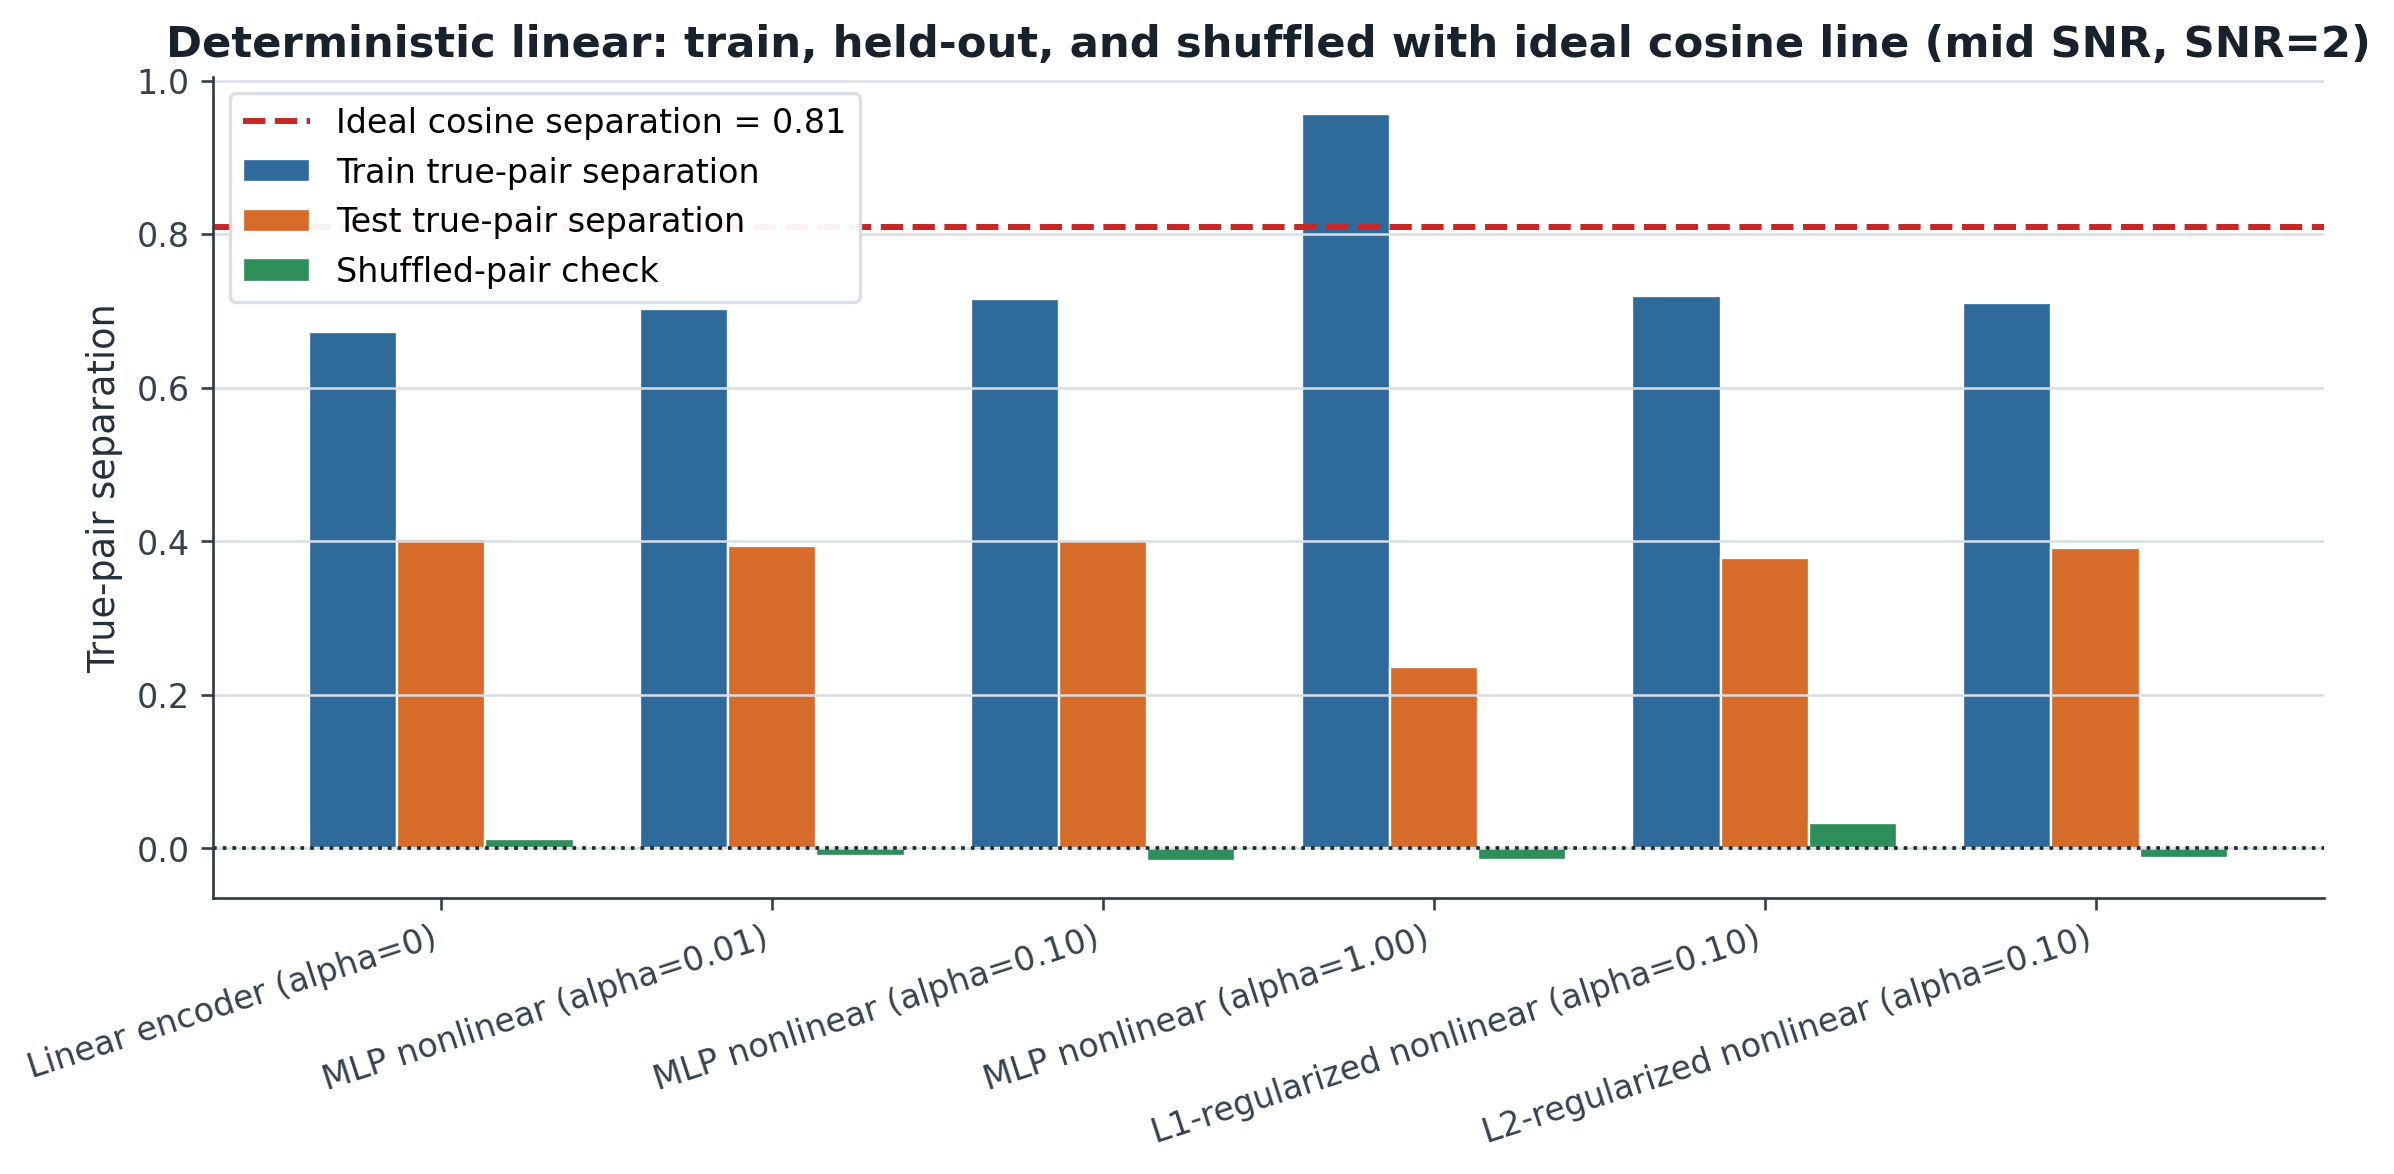 Deterministic linear: train, held-out, and shuffled with ideal cosine line (mid SNR, SNR=2)
Ideal cosine separation = 0.81
Train true-pair separation
Test true-pair separation
Shuffled-pair check
True-pair separation
1.0
0.8
0.6
0.4
0.2
0.0
Linear encoder (alpha=0)
MLP nonlinear (alpha=0.01)
MLP nonlinear (alpha=0.10)
MLP nonlinear (alpha=1.00)
L1-regularized nonlinear (alpha=0.10)
L2-regularized nonlinear (alpha=0.10)